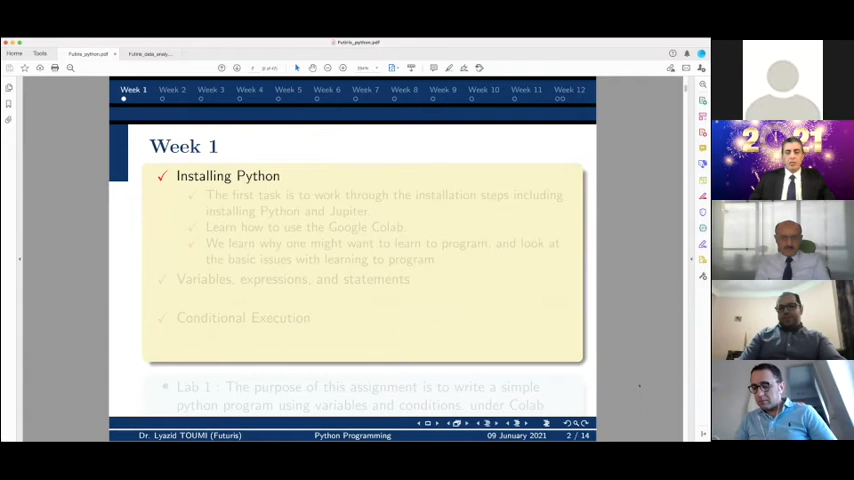 Futiris_python.pdf
Home Tools Futiris_python.pdf × Futiris_data_analy...
Week 1 Week 2 Week 3 Week 4 Week 5 Week 6 Week 7 Week 8 Week 9 Week 10 Week 11 Week 12
Week 1
✓ Installing Python
✓ The first task is to work through the installation steps including
installing Python and Jupiter.
✓ Learn how to use the Google Colab.
✓ We learn why one might want to learn to program, and look at
the basic issues with learning to program
✓ Variables, expressions, and statements
✓ Conditional Execution
Lab 1 : The purpose of this assignment is to write a simple
python program using variables and conditions, under Colab
Dr. Lyazid TOUMI (Futuris) Python Programming 09 Junuary 2021 2 / 14
2021